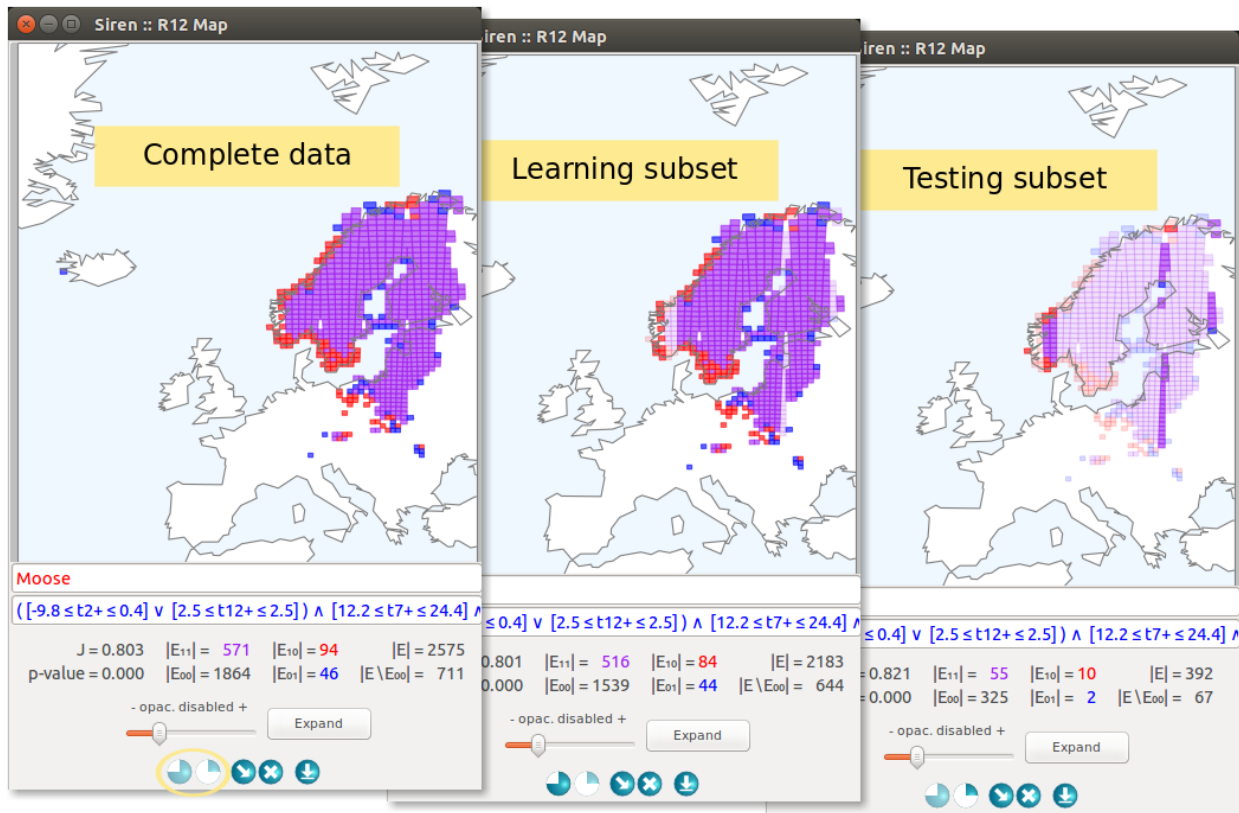 Siren :: R12 Map
Complete data
Moose
( [-9.8 ≤ t2+ ≤ 0.4] ∨ [2.5 ≤ t12+ ≤ 2.5] ) ∧ [12.2 ≤ t7+ ≤ 24.4] ∧
J = 0.803 |E₁₁| = 571 |E₁₀| = 94 |E| = 2575
p-value = 0.000 |E₀₀| = 1864 |E₀₁| = 46 |E\E₀₀| = 711
- opac. disabled +
Expand
iren :: R12 Map
Learning subset
≤ 0.4] ∨ [2.5 ≤ t12+ ≤ 2.5] ) ∧ [12.2 ≤ t7+ ≤ 24.4] ∧
0.801 |E₁₁| = 516 |E₁₀| = 84 |E| = 2183
0.000 |E₀₀| = 1539 |E₀₁| = 44 |E\E₀₀| = 644
- opac. disabled +
Expand
iren :: R12 Map
Testing subset
≤ 0.4] ∨ [2.5 ≤ t12+ ≤ 2.5] ) ∧ [12.2 ≤ t7+ ≤ 24.4] ∧
= 0.821 |E₁₁| = 55 |E₁₀| = 10 |E| = 392
= 0.000 |E₀₀| = 325 |E₀₁| = 2 |E\E₀₀| = 67
- opac. disabled +
Expand